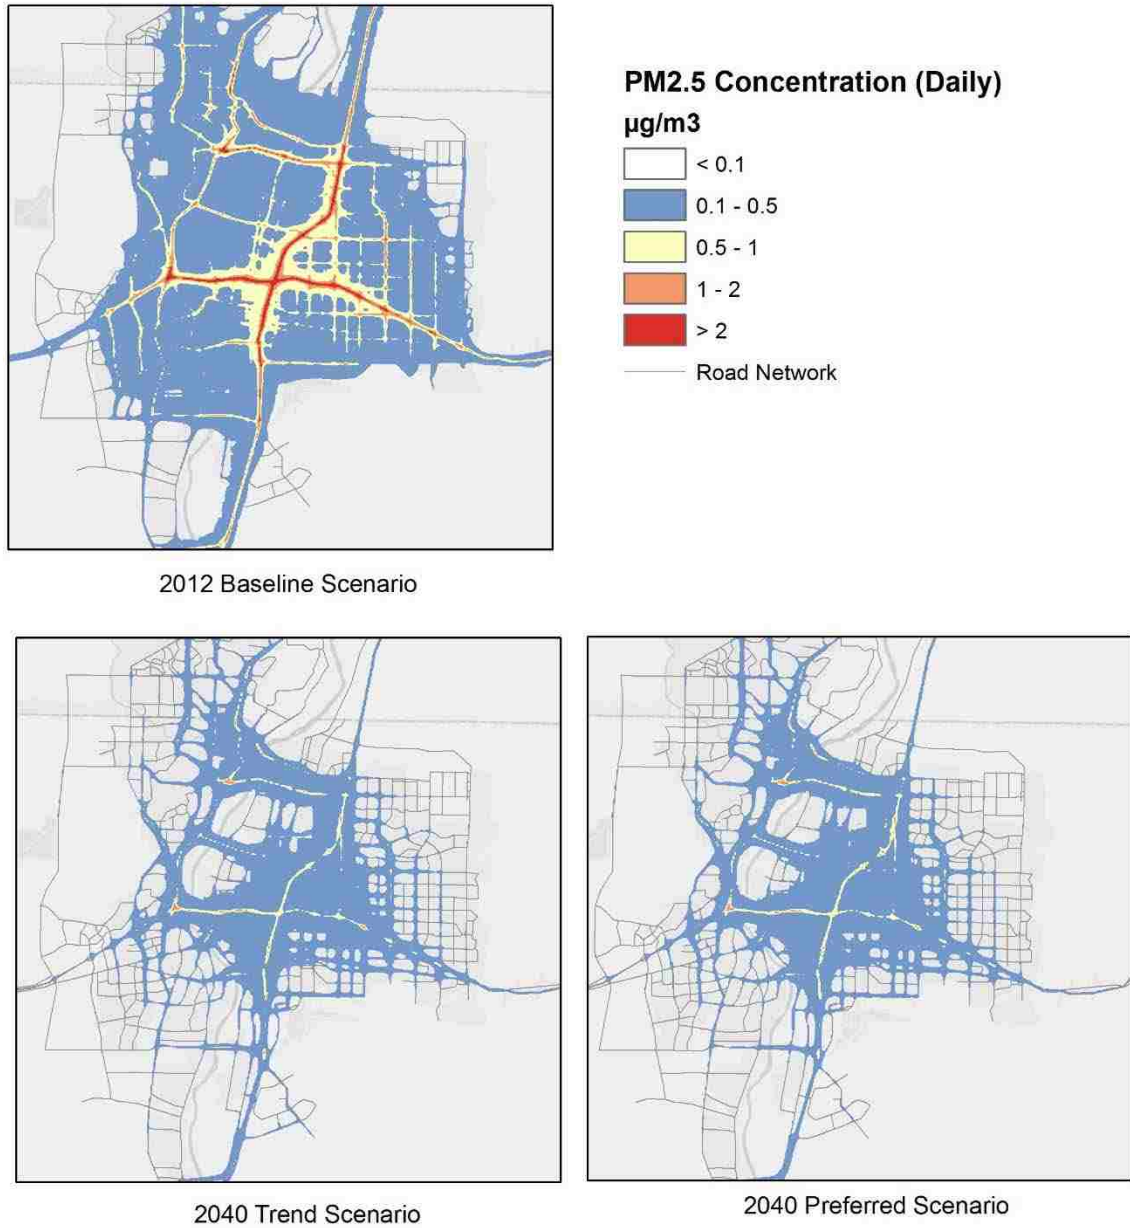 PM2.5 Concentration (Daily)
µg/m3
< 0.1
0.1 - 0.5
0.5 - 1
1 - 2
> 2
Road Network
2012 Baseline Scenario
2040 Trend Scenario
2040 Preferred Scenario